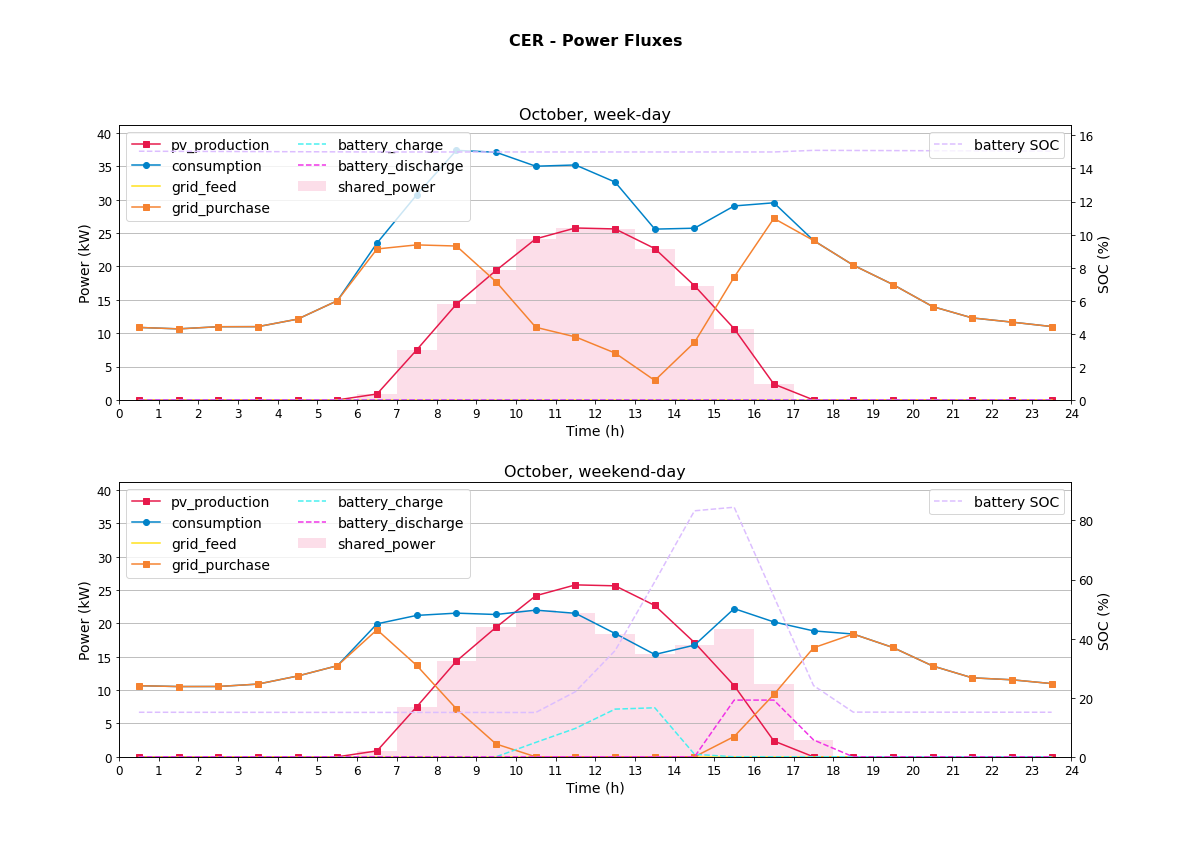 CER - Power Fluxes
October, week-day
pv_production
consumption
grid_feed
grid_purchase
battery_charge
battery_discharge
shared_power
battery SOC
Power (kW)
40
35
30
25
20
15
10
5
0
SOC (%)
16
14
12
10
8
6
4
2
0
0 1 2 3 4 5 6 7 8 9 10 11 12 13 14 15 16 17 18 19 20 21 22 23 24
Time (h)
October, weekend-day
pv_production
consumption
grid_feed
grid_purchase
battery_charge
battery_discharge
shared_power
battery SOC
Power (kW)
40
35
30
25
20
15
10
5
0
SOC (%)
80
60
40
20
0
0 1 2 3 4 5 6 7 8 9 10 11 12 13 14 15 16 17 18 19 20 21 22 23 24
Time (h)